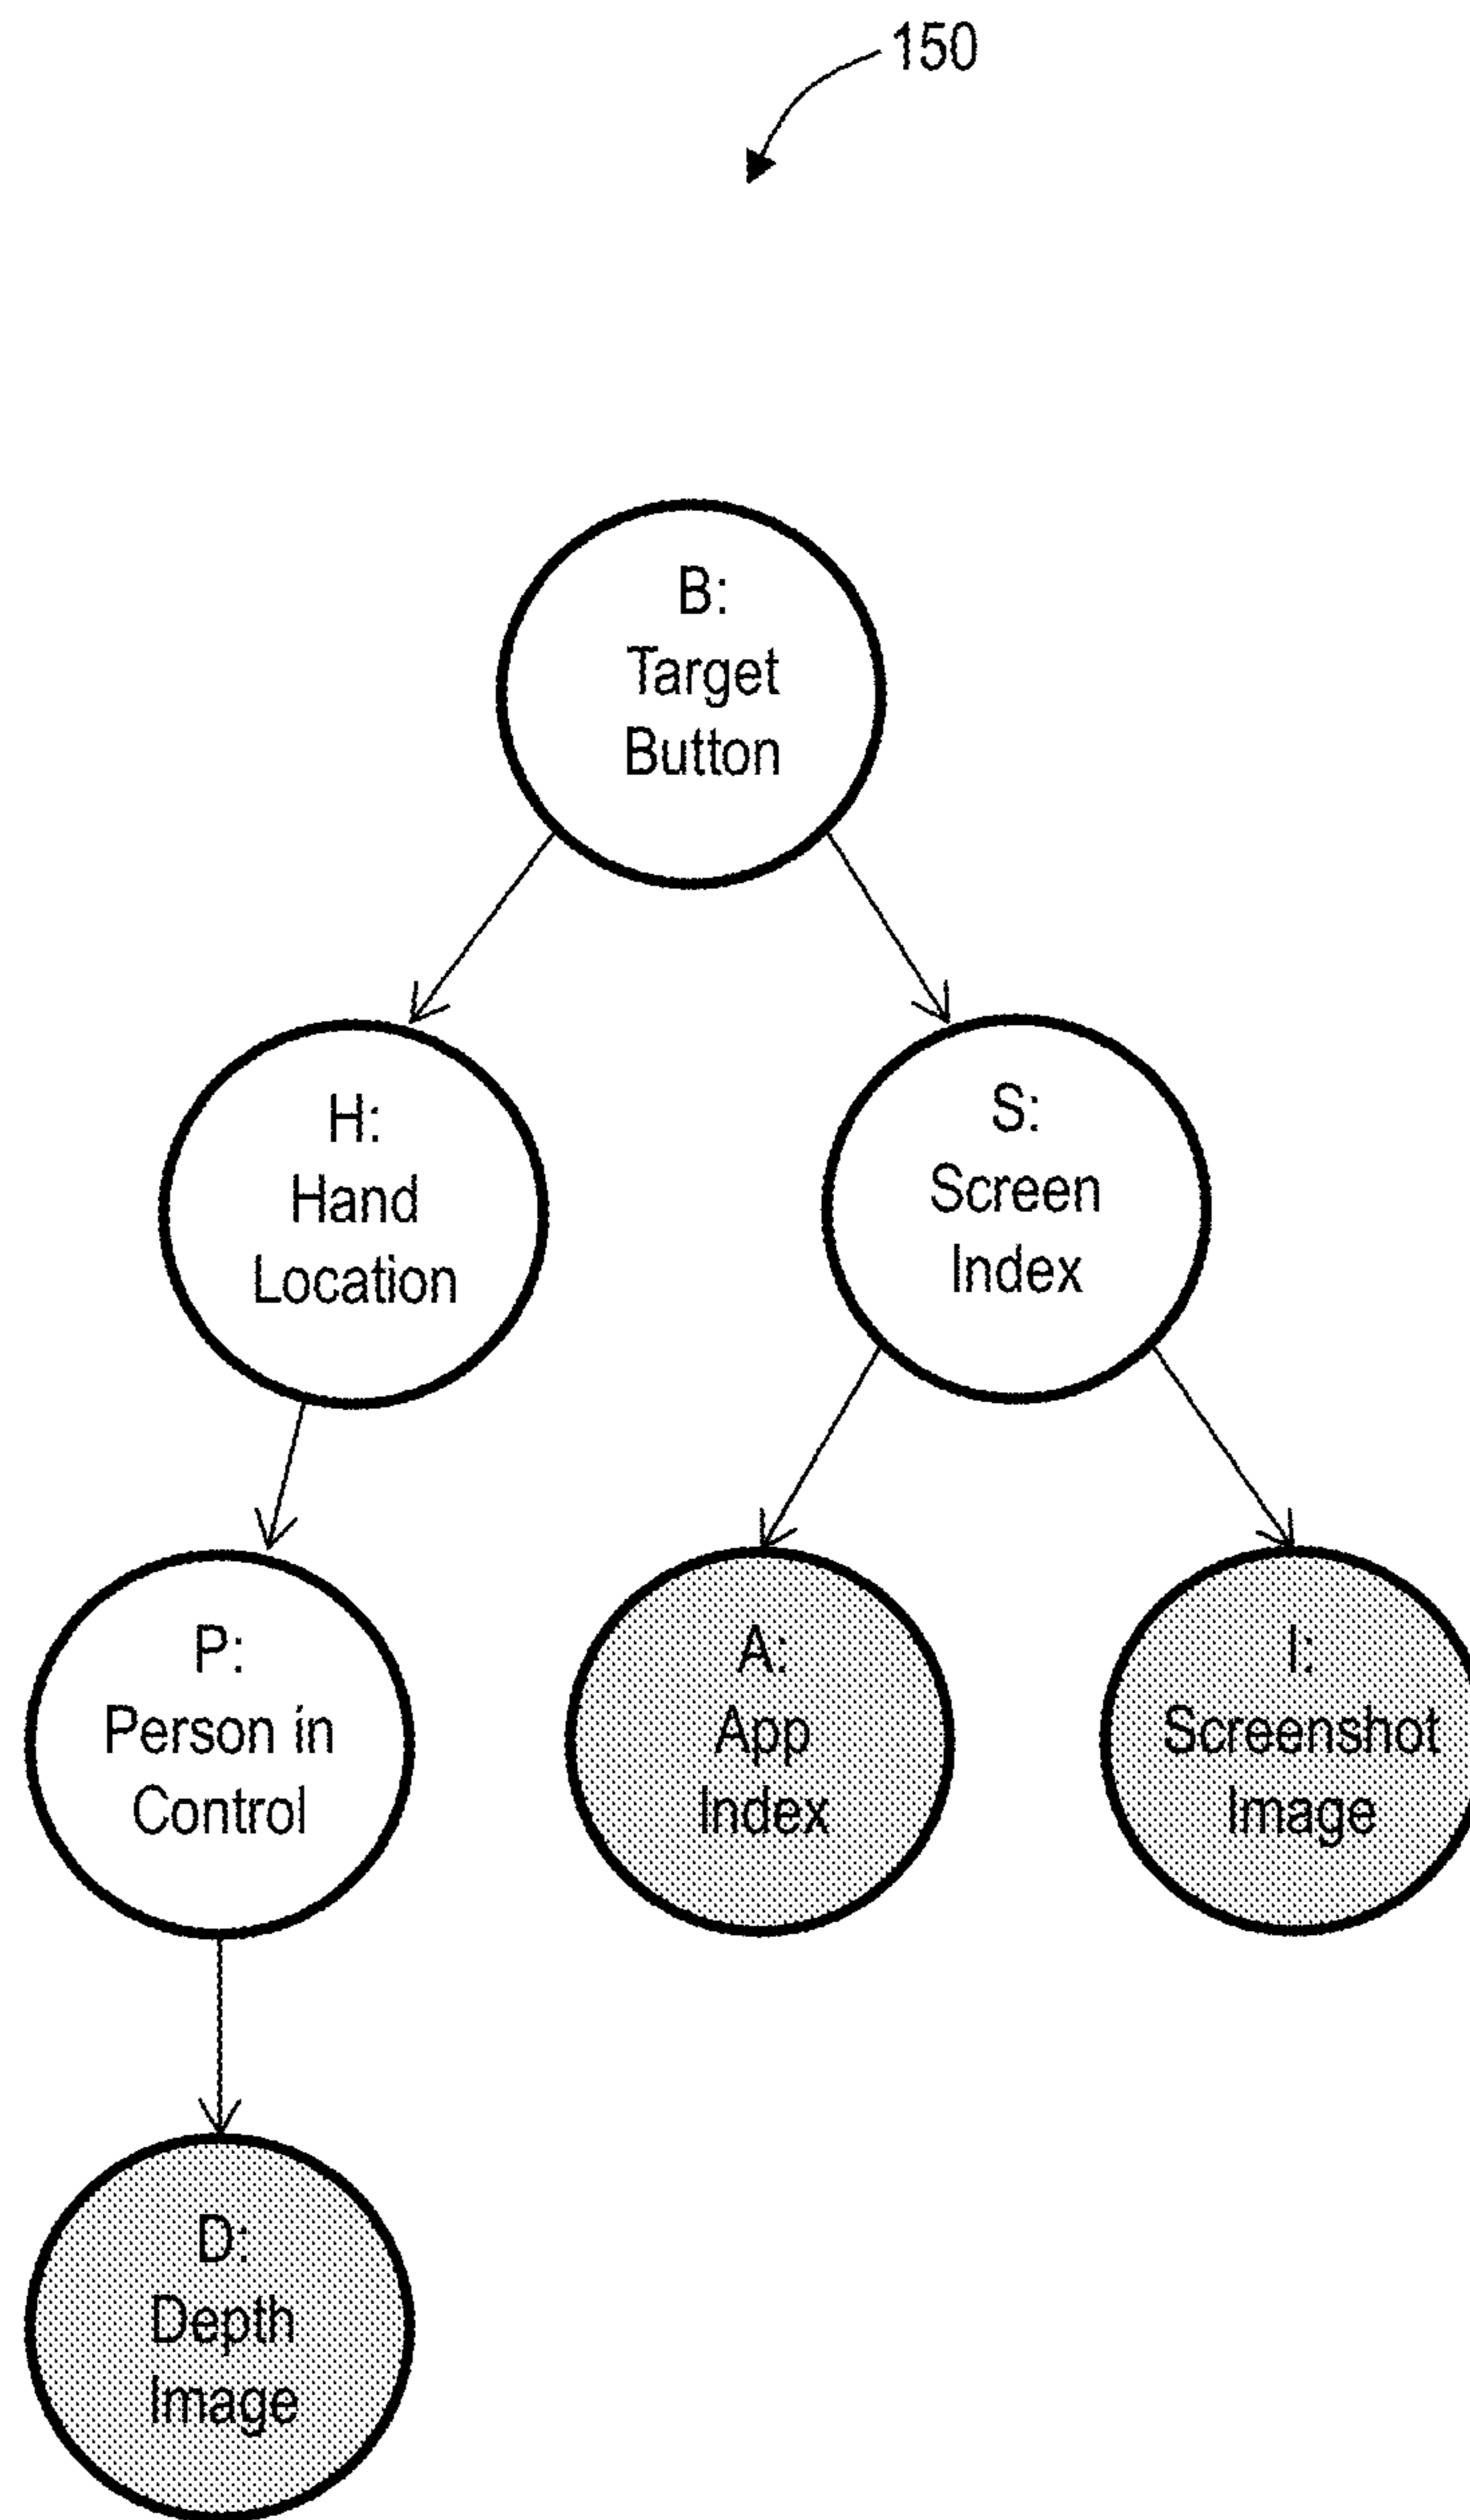 150
B:
Target
Button
H:
Hand
Location
S:
Screen
Index
P:
Person in
Control
A:
App
Index
I:
Screenshot
Image
D:
Depth
Image